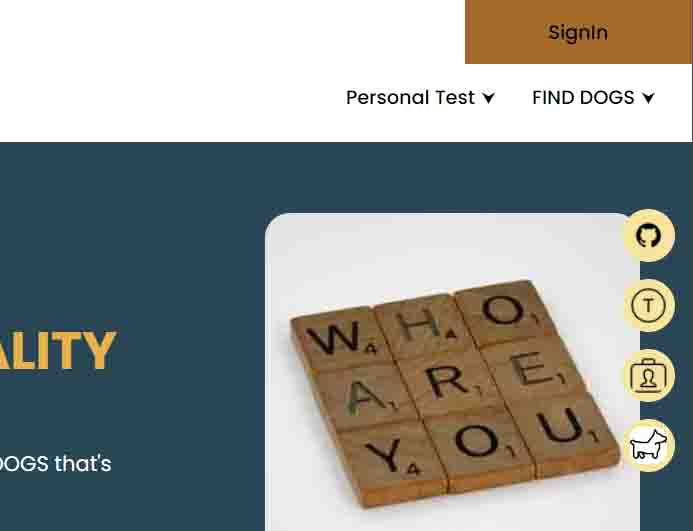 SignIn
Personal Test
FIND DOGS
W4 H4 O1
A1 R1 E1
Y4 O1 U1
ALITY
DOGS that's
T